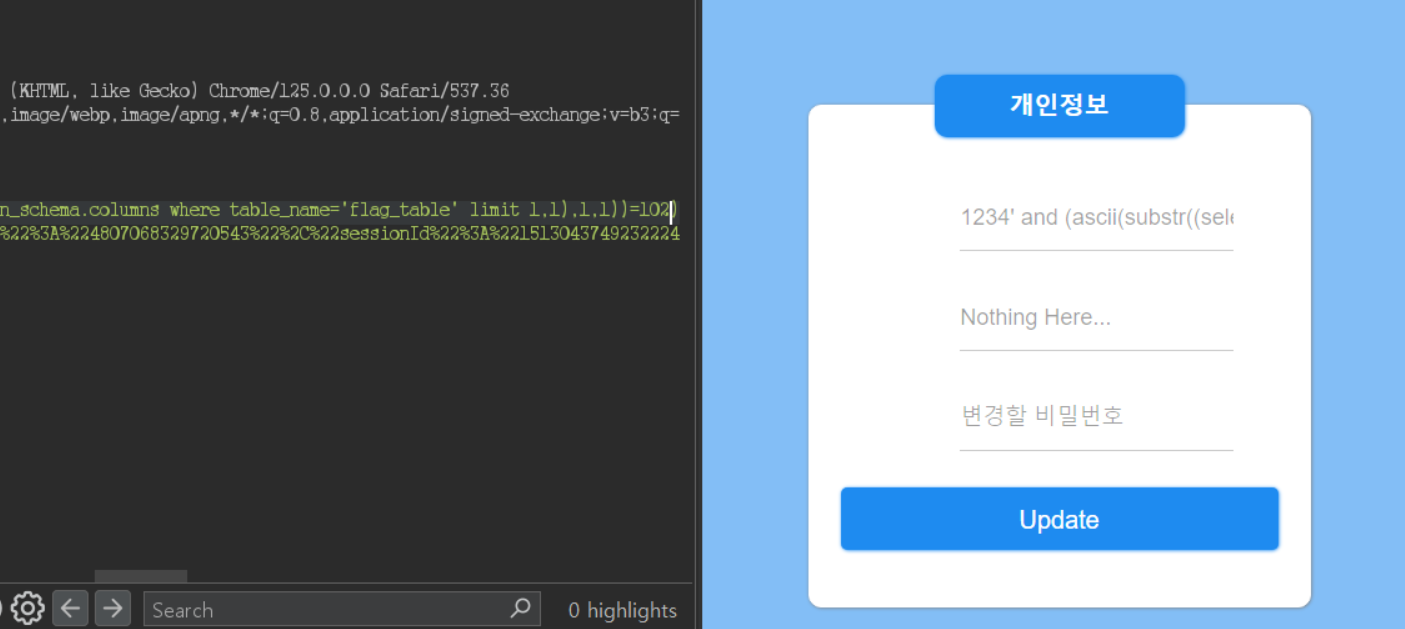 (KHTML, like Gecko) Chrome/125.0.0.0 Safari/537.36
,image/webp,image/apng,*/*;q=0.8,application/signed-exchange;v=b3;q=
n_schema.columns where table_name='flag_table' limit 1,1),1,1))=102)
%22%3A%224807068329720543%22%2C%22sessionId%22%3A%221513043749232224
Search
0 highlights
개인정보
1234' and (ascii(substr((sele
Nothing Here...
변경할 비밀번호
Update